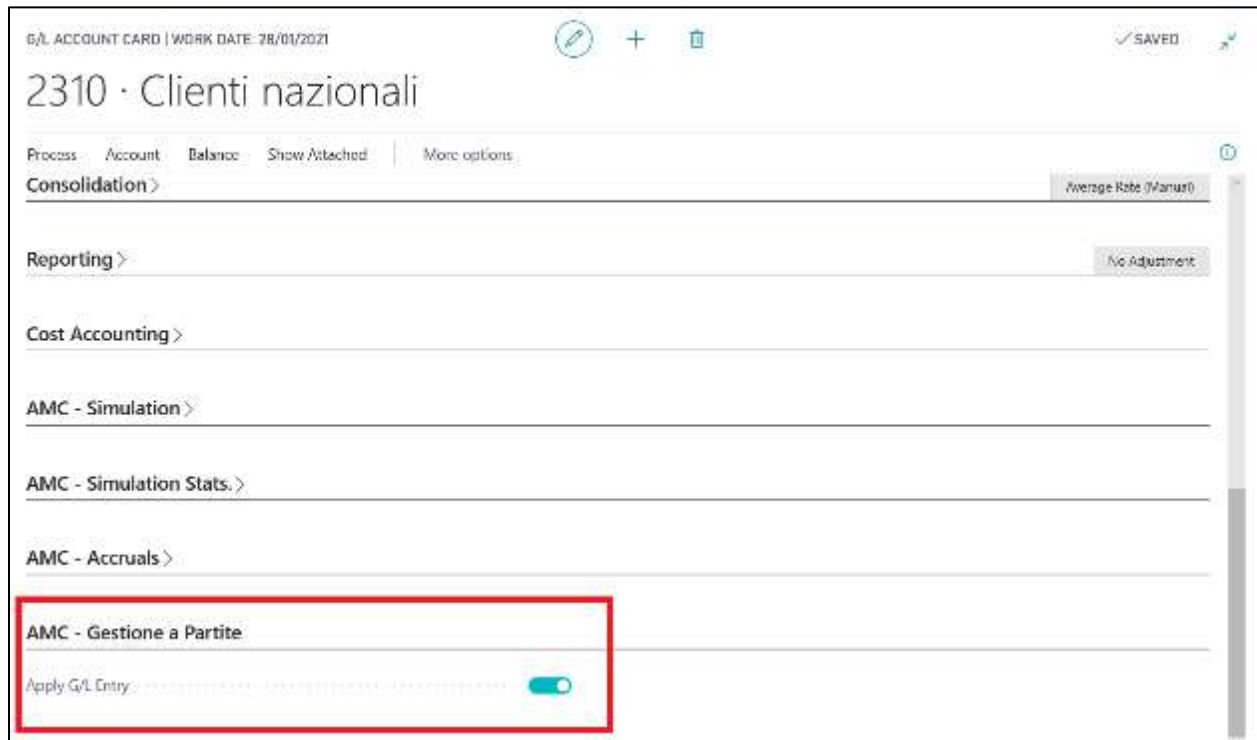 G/L ACCOUNT CARD | WORK DATE: 28/01/2021
✓ SAVED
2310 · Clienti nazionali
Process Account Balance Show Attached | More options
Consolidation > Average Rate (Manual)
Reporting > No Adjustment
Cost Accounting >
AMC - Simulation >
AMC - Simulation Stats. >
AMC - Accruals >
AMC - Gestione a Partite
Apply G/L Entry